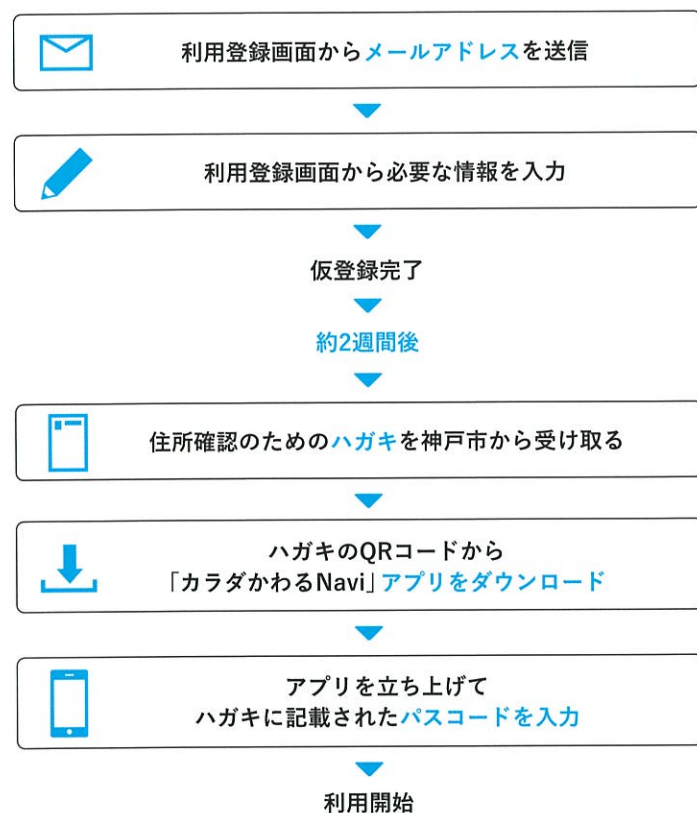 利用登録画面からメールアドレスを送信
利用登録画面から必要な情報を入力
仮登録完了
約2週間後
住所確認のためのハガキを神戸市から受け取る
ハガキのQRコードから
「カラダかわるNavi」アプリをダウンロード
アプリを立ち上げて
ハガキに記載されたパスコードを入力
利用開始